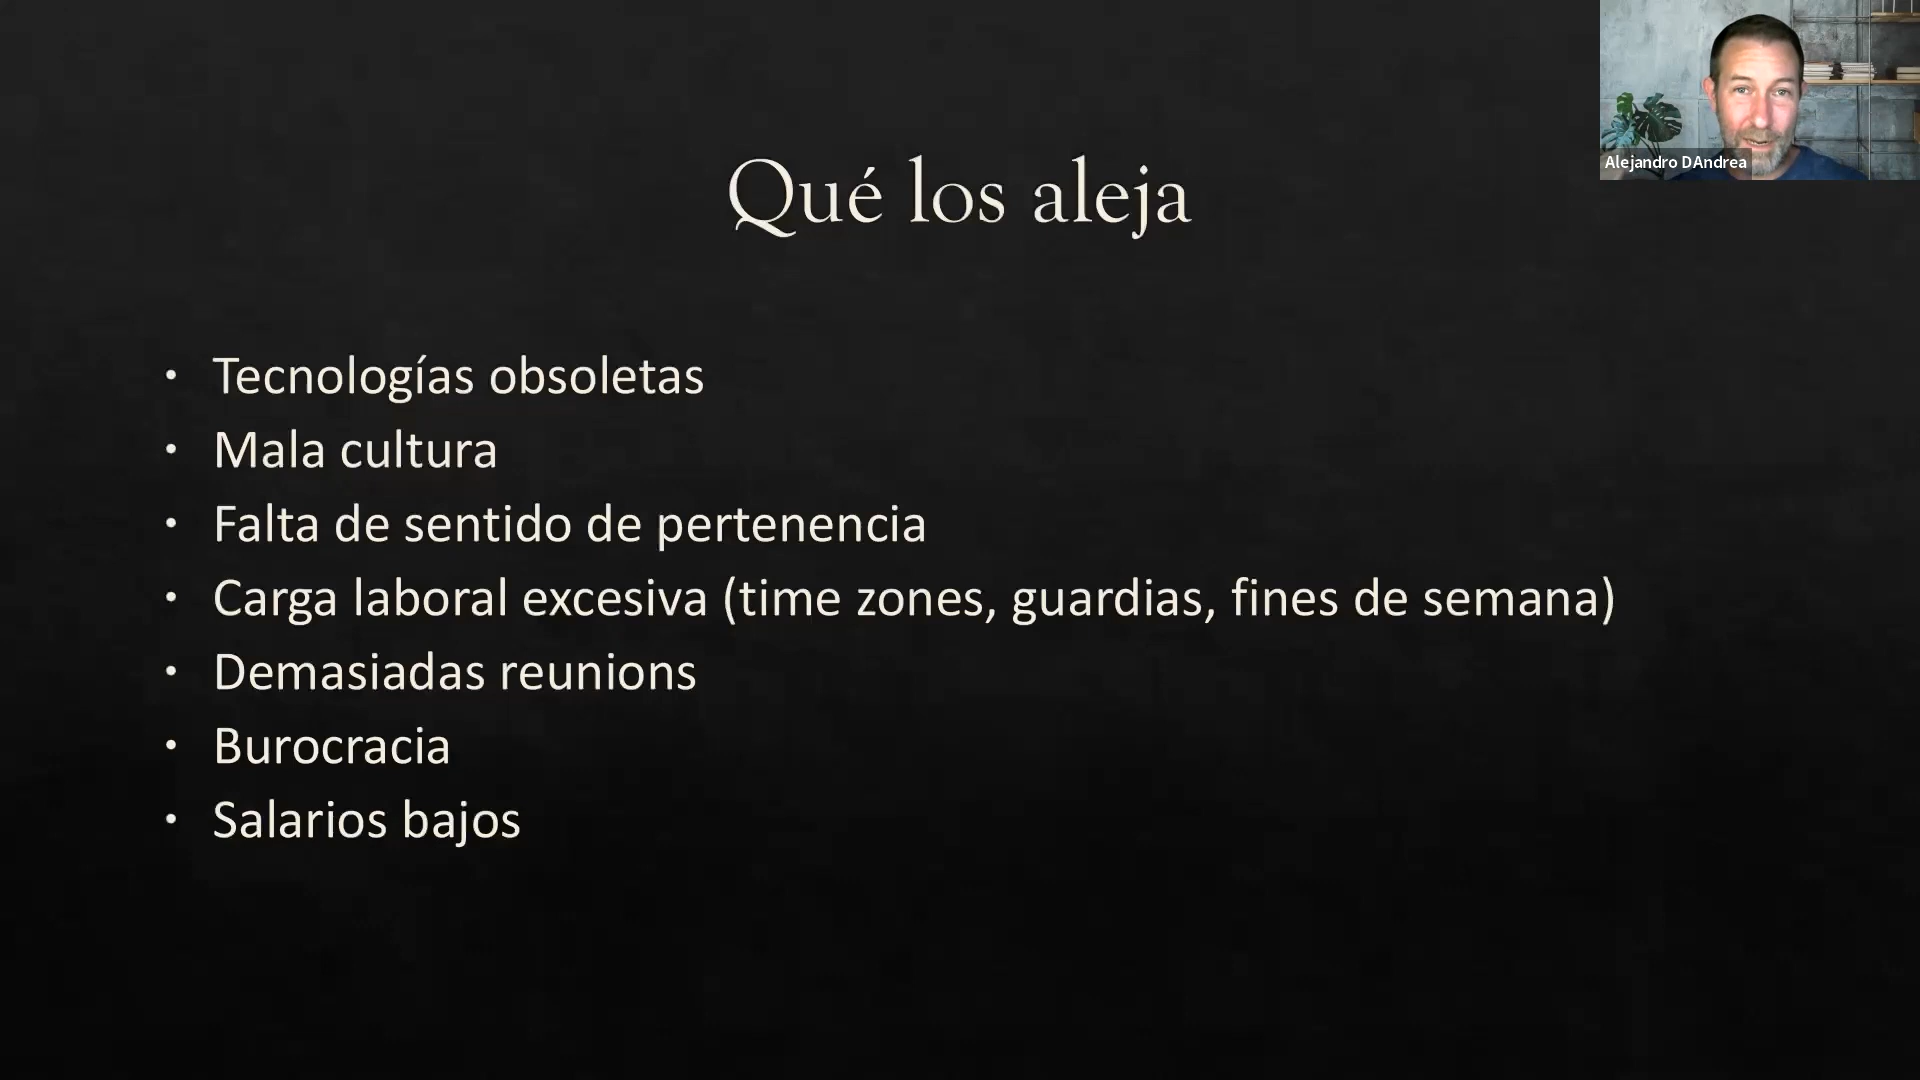 Alejandro DAndrea
Qué los aleja
• Tecnologías obsoletas
• Mala cultura
• Falta de sentido de pertenencia
• Carga laboral excesiva (time zones, guardias, fines de semana)
• Demasiadas reunions
• Burocracia
• Salarios bajos